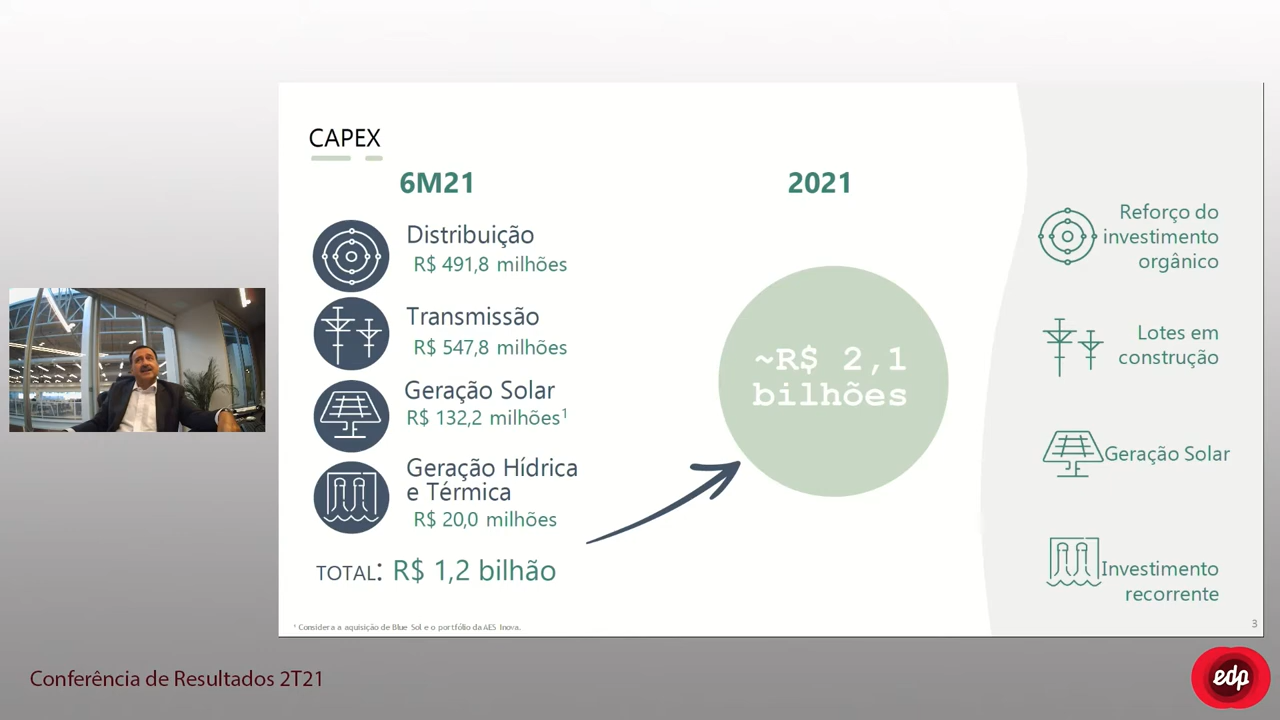 CAPEX
6M21
Distribuição
R$ 491,8 milhões
Transmissão
R$ 547,8 milhões
Geração Solar
R$ 132,2 milhões¹
Geração Hídrica
e Térmica
R$ 20,0 milhões
TOTAL: R$ 1,2 bilhão
¹ Considera a aquisição de Blue Sol e o portfólio da AES Inova.
2021
~R$ 2,1
bilhões
Reforço do
investimento
orgânico
Lotes em
construção
Geração Solar
Investimento
recorrente
3
Conferência de Resultados 2T21
edp